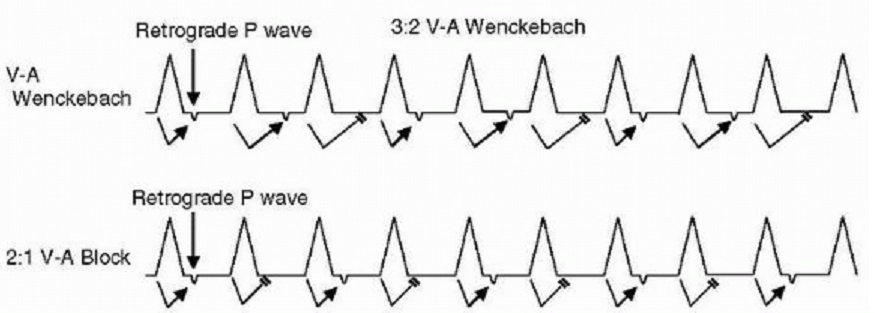 Retrograde P wave
3:2 V-A Wenckebach
V-A
Wenckebach
Retrograde P wave
2:1 V-A Block